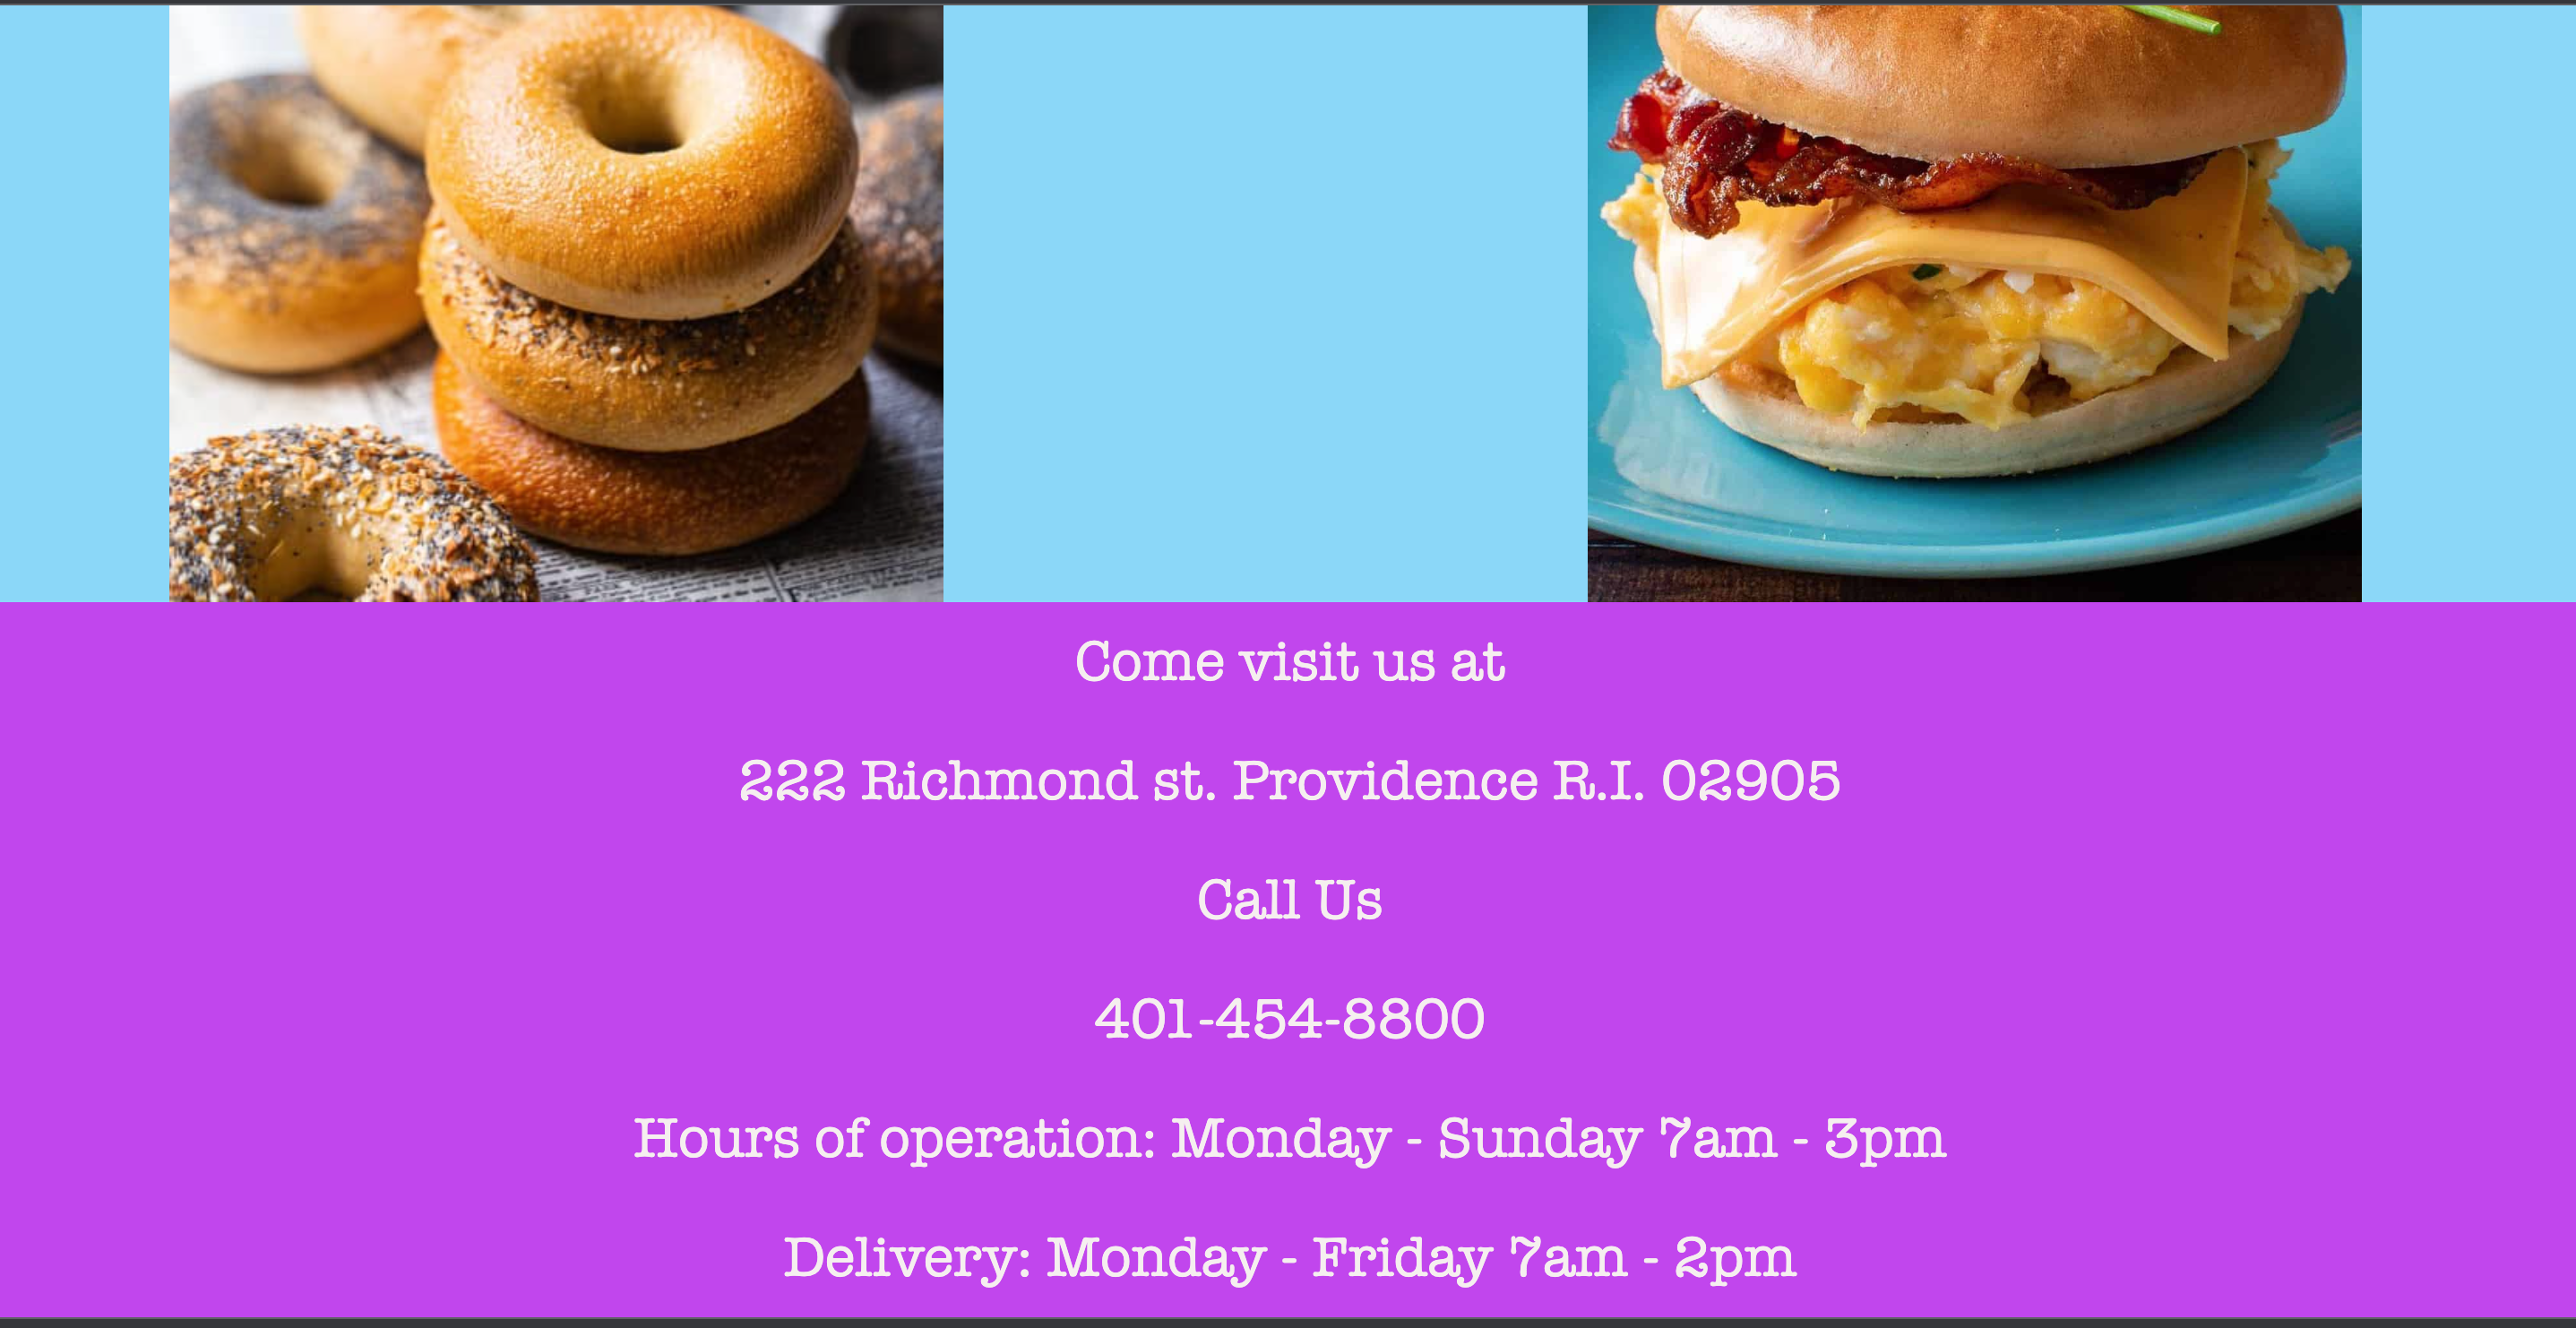 Come visit us at
222 Richmond st. Providence R.I. 02905
Call Us
401-454-8800
Hours of operation: Monday - Sunday 7am - 3pm
Delivery: Monday - Friday 7am - 2pm